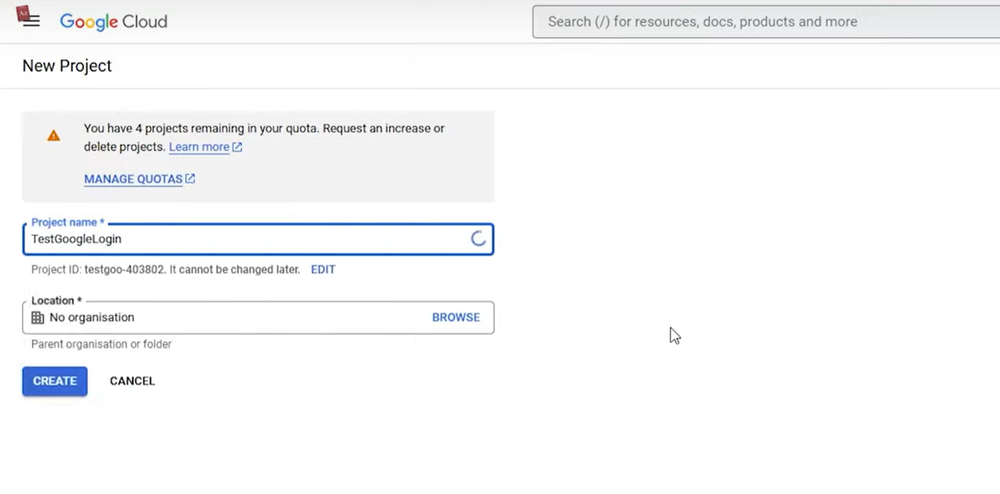 Google Cloud
Search (/) for resources, docs, products and more
New Project
You have 4 projects remaining in your quota. Request an increase or
delete projects. Learn more
MANAGE QUOTAS
Project name *
TestGoogleLogin
Project ID: testgoo-403802. It cannot be changed later. EDIT
Location *
No organisation BROWSE
Parent organisation or folder
CREATE CANCEL